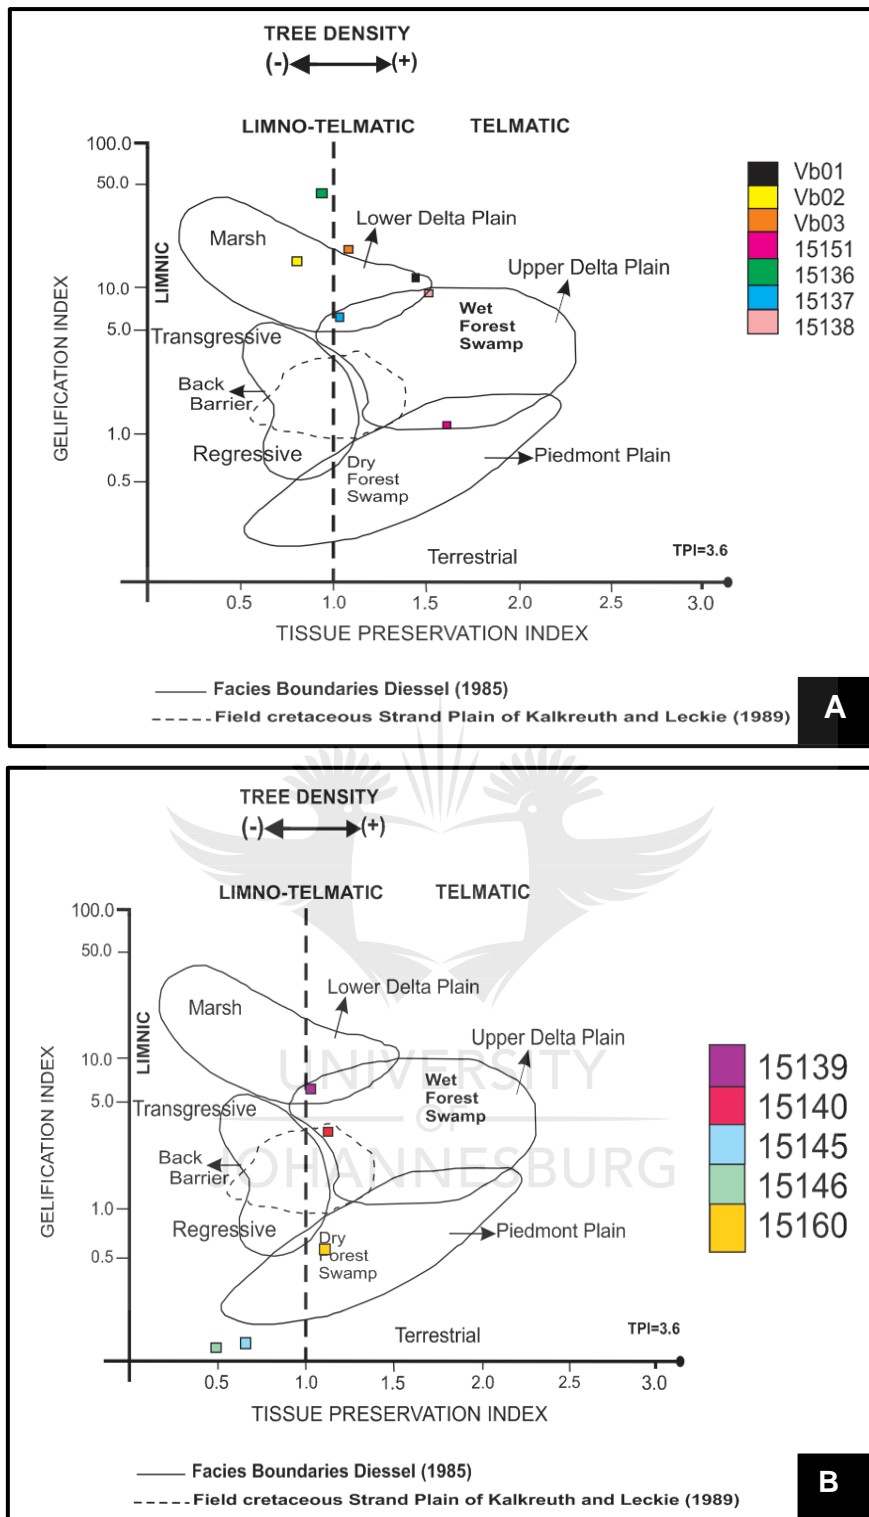 TREE DENSITY
(-) (+)
LIMNO-TELMATIC TELMATIC
100.0
50.0
10.0
5.0
1.0
0.5
GELIFICATION INDEX
LIMNIC
Marsh
Lower Delta Plain
Upper Delta Plain
Wet
Forest
Swamp
Transgressive
Back
Barrier
Regressive
Dry
Forest
Swamp
Piedmont Plain
Terrestrial
TPI=3.6
0.5 1.0 1.5 2.0 2.5 3.0
TISSUE PRESERVATION INDEX
Vb01
Vb02
Vb03
15151
15136
15137
15138
Facies Boundaries Diessel (1985)
Field cretaceous Strand Plain of Kalkreuth and Leckie (1989)
A
TREE DENSITY
(-) (+)
LIMNO-TELMATIC TELMATIC
100.0
50.0
10.0
5.0
1.0
0.5
GELIFICATION INDEX
LIMNIC
Marsh
Lower Delta Plain
Upper Delta Plain
Wet
Forest
Swamp
Transgressive
Back
Barrier
Regressive
Dry
Forest
Swamp
Piedmont Plain
Terrestrial
TPI=3.6
0.5 1.0 1.5 2.0 2.5 3.0
TISSUE PRESERVATION INDEX
15139
15140
15145
15146
15160
UNIVERSITY
OF
JOHANNESBURG
Facies Boundaries Diessel (1985)
Field cretaceous Strand Plain of Kalkreuth and Leckie (1989)
B